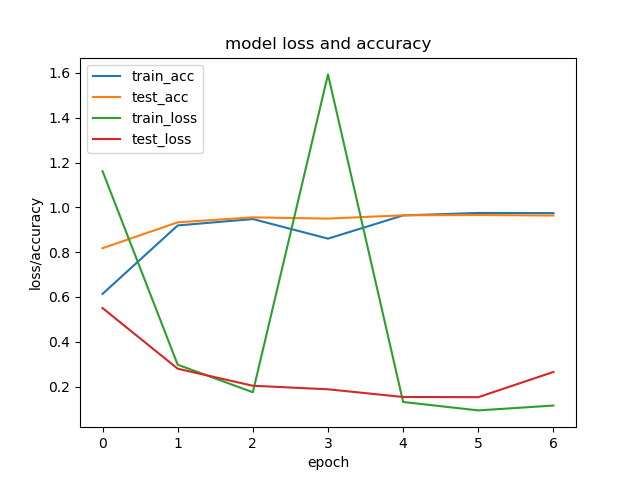 model loss and accuracy
train_acc
test_acc
train_loss
test_loss
loss/accuracy
1.6
1.4
1.2
1.0
0.8
0.6
0.4
0.2
0 1 2 3 4 5 6
epoch